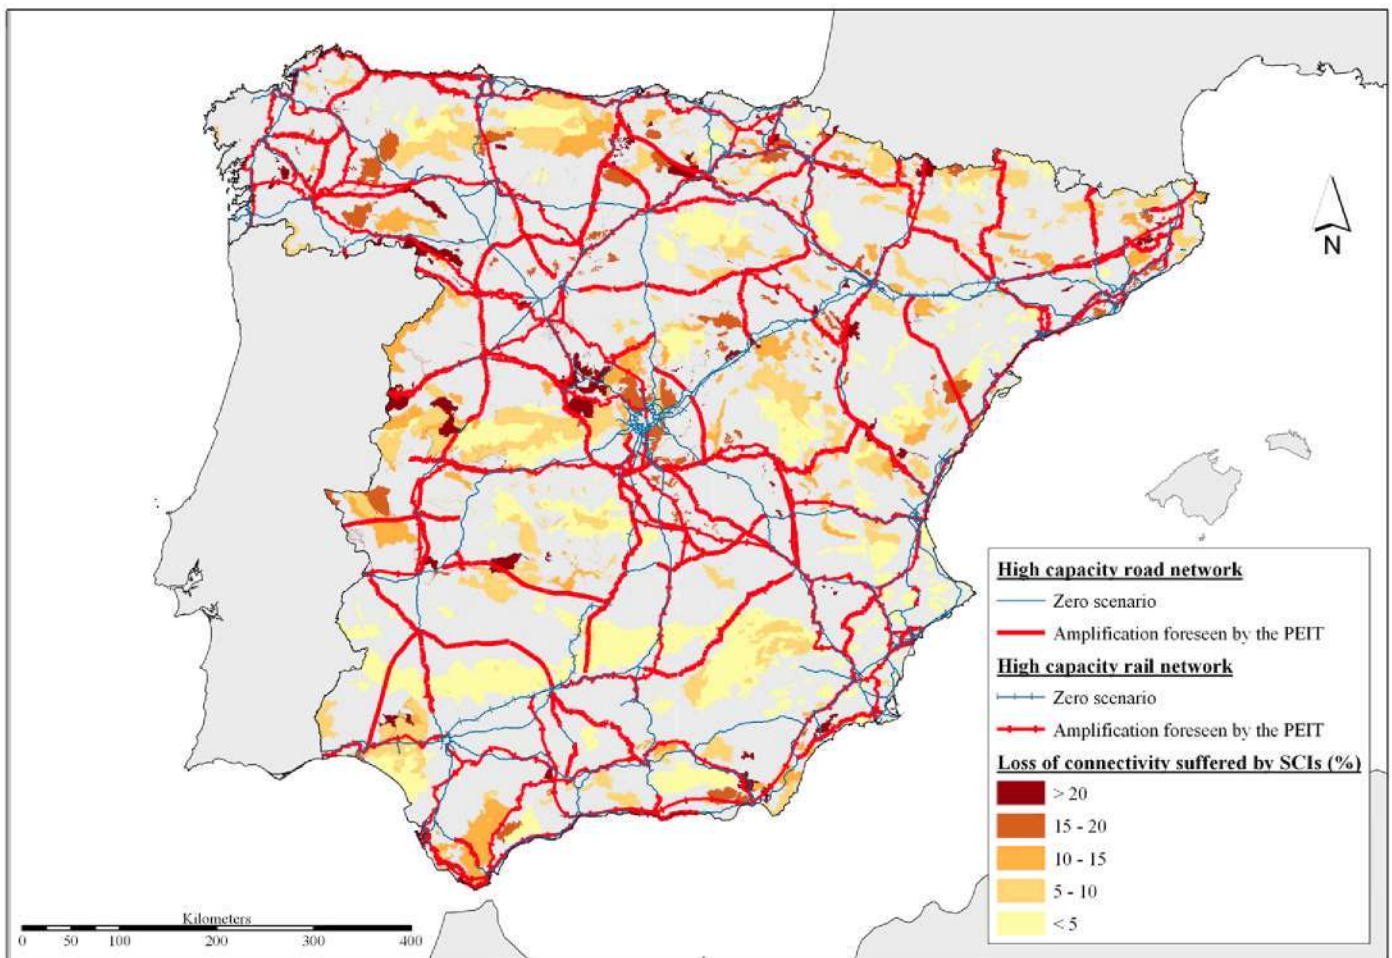 N
High capacity road network
Zero scenario
Amplification foreseen by the PEIT
High capacity rail network
Zero scenario
Amplification foreseen by the PEIT
Loss of connectivity suffered by SCIs (%)
> 20
15 - 20
10 - 15
5 - 10
< 5
Kilometers
0 50 100 200 300 400